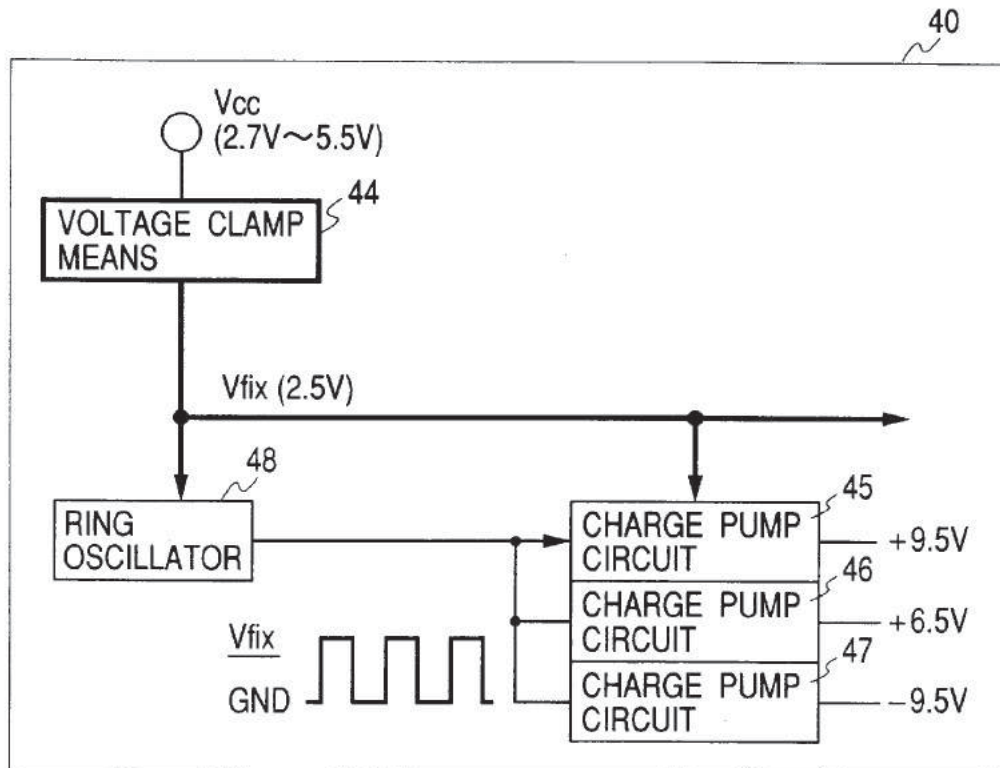 40
Vcc
(2.7V~5.5V)
44
VOLTAGE CLAMP
MEANS
Vfix (2.5V)
48
RING
OSCILLATOR
45
CHARGE PUMP
CIRCUIT
+9.5V
46
CHARGE PUMP
CIRCUIT
+6.5V
47
CHARGE PUMP
CIRCUIT
-9.5V
Vfix
GND